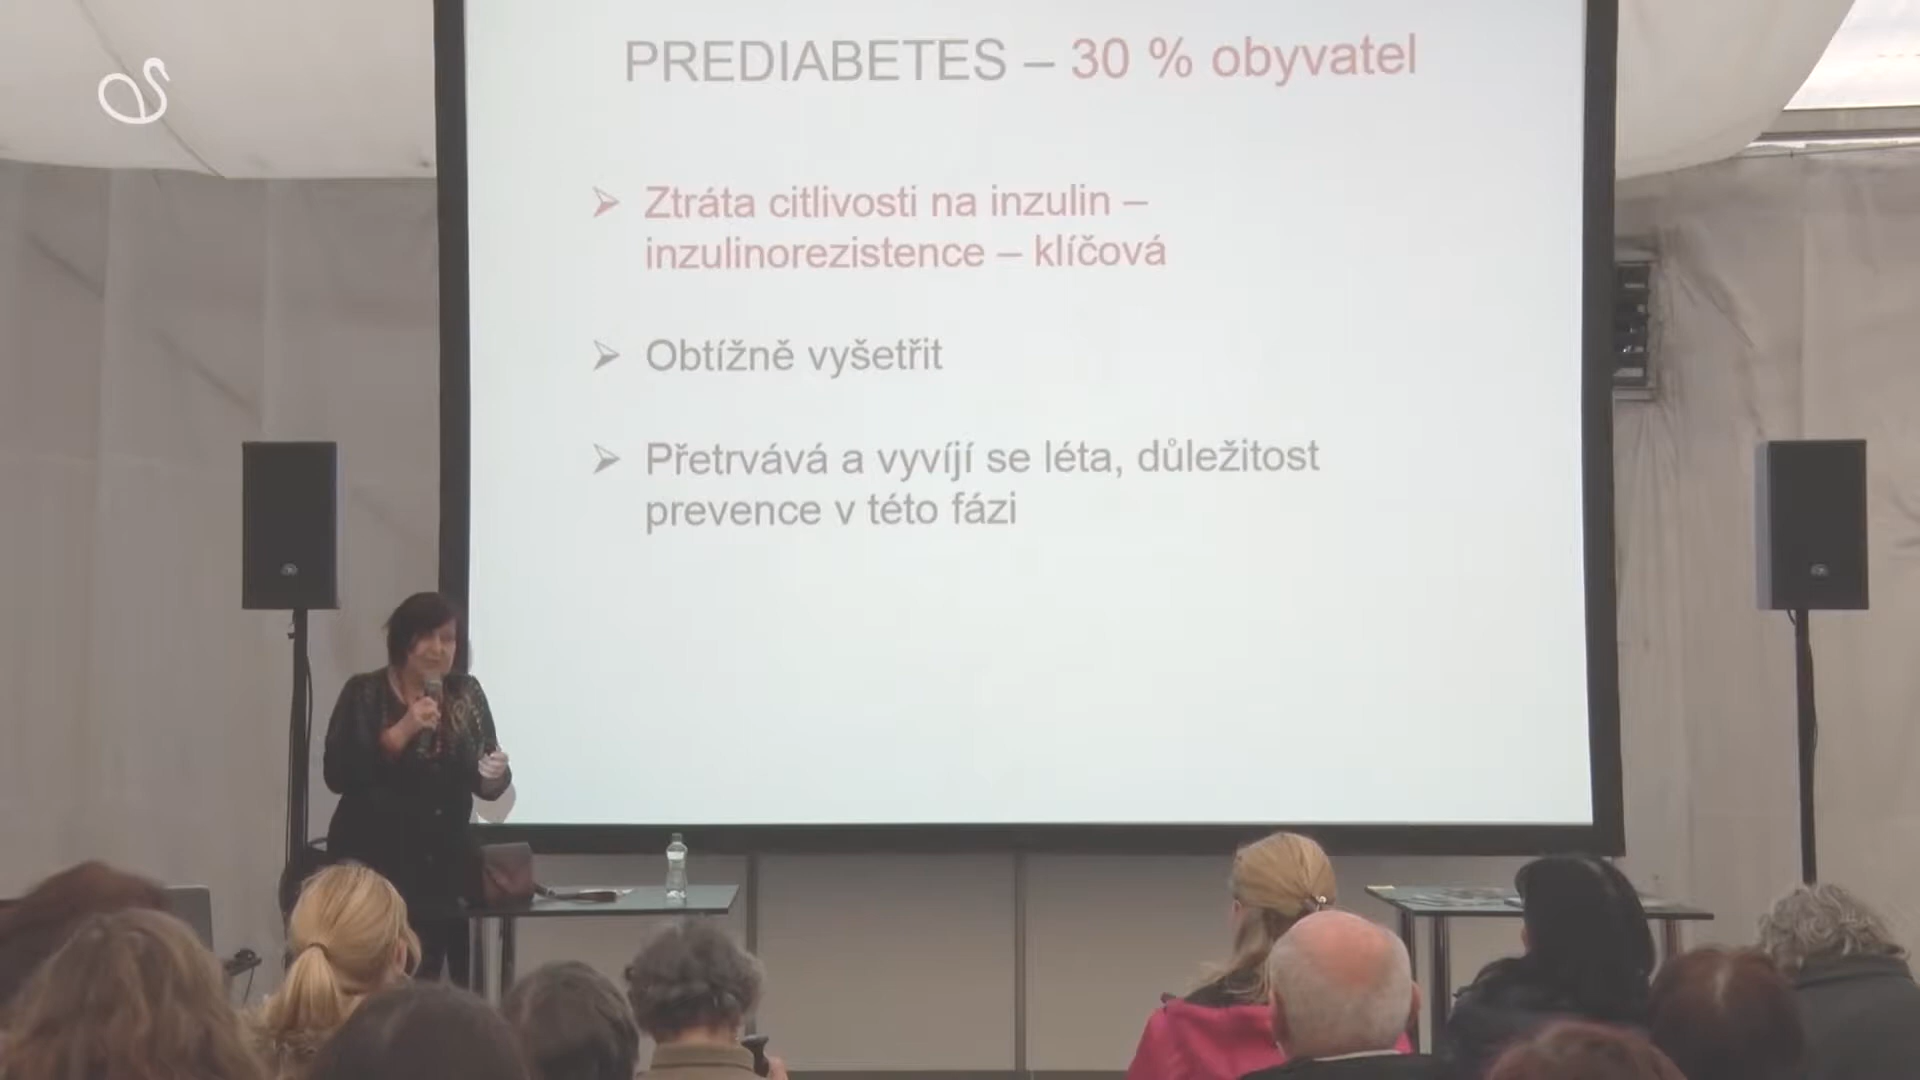 PREDIABETES – 30 % obyvatel
Ztráta citlivosti na inzulin –
inzulinorezistence – klíčová
Obtížně vyšetřit
Přetrvává a vyvíjí se léta, důležitost
prevence v této fázi